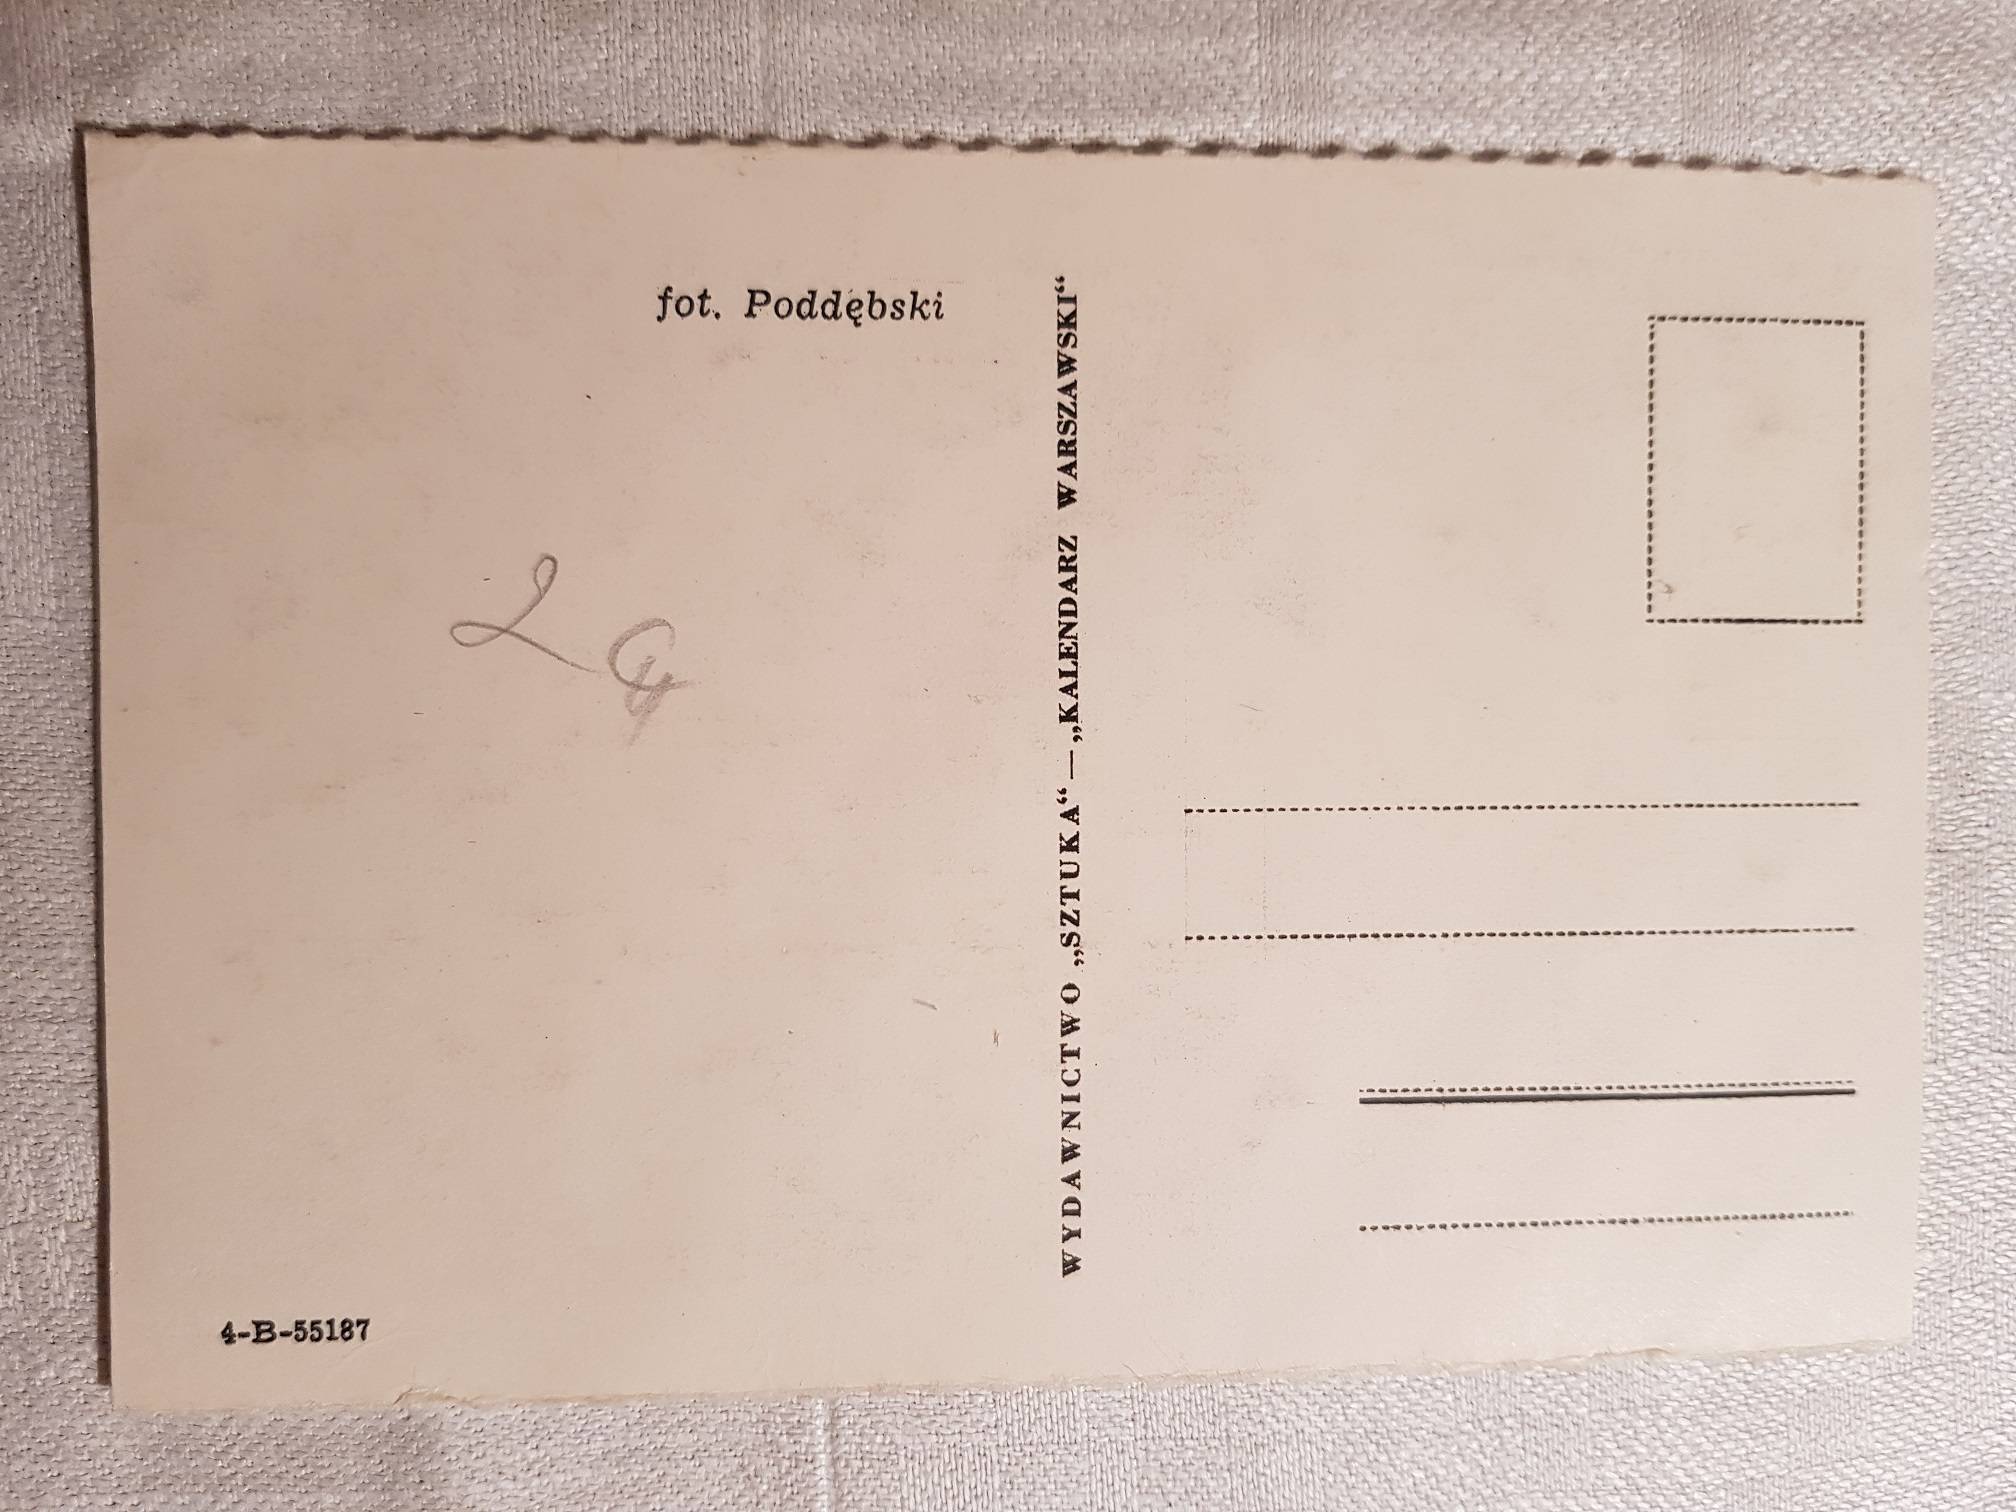 fot. Poddębski
WYDAWNICTWO „SZTUKA“ — „KALENDARZ WARSZAWSKI“
4-B-55187